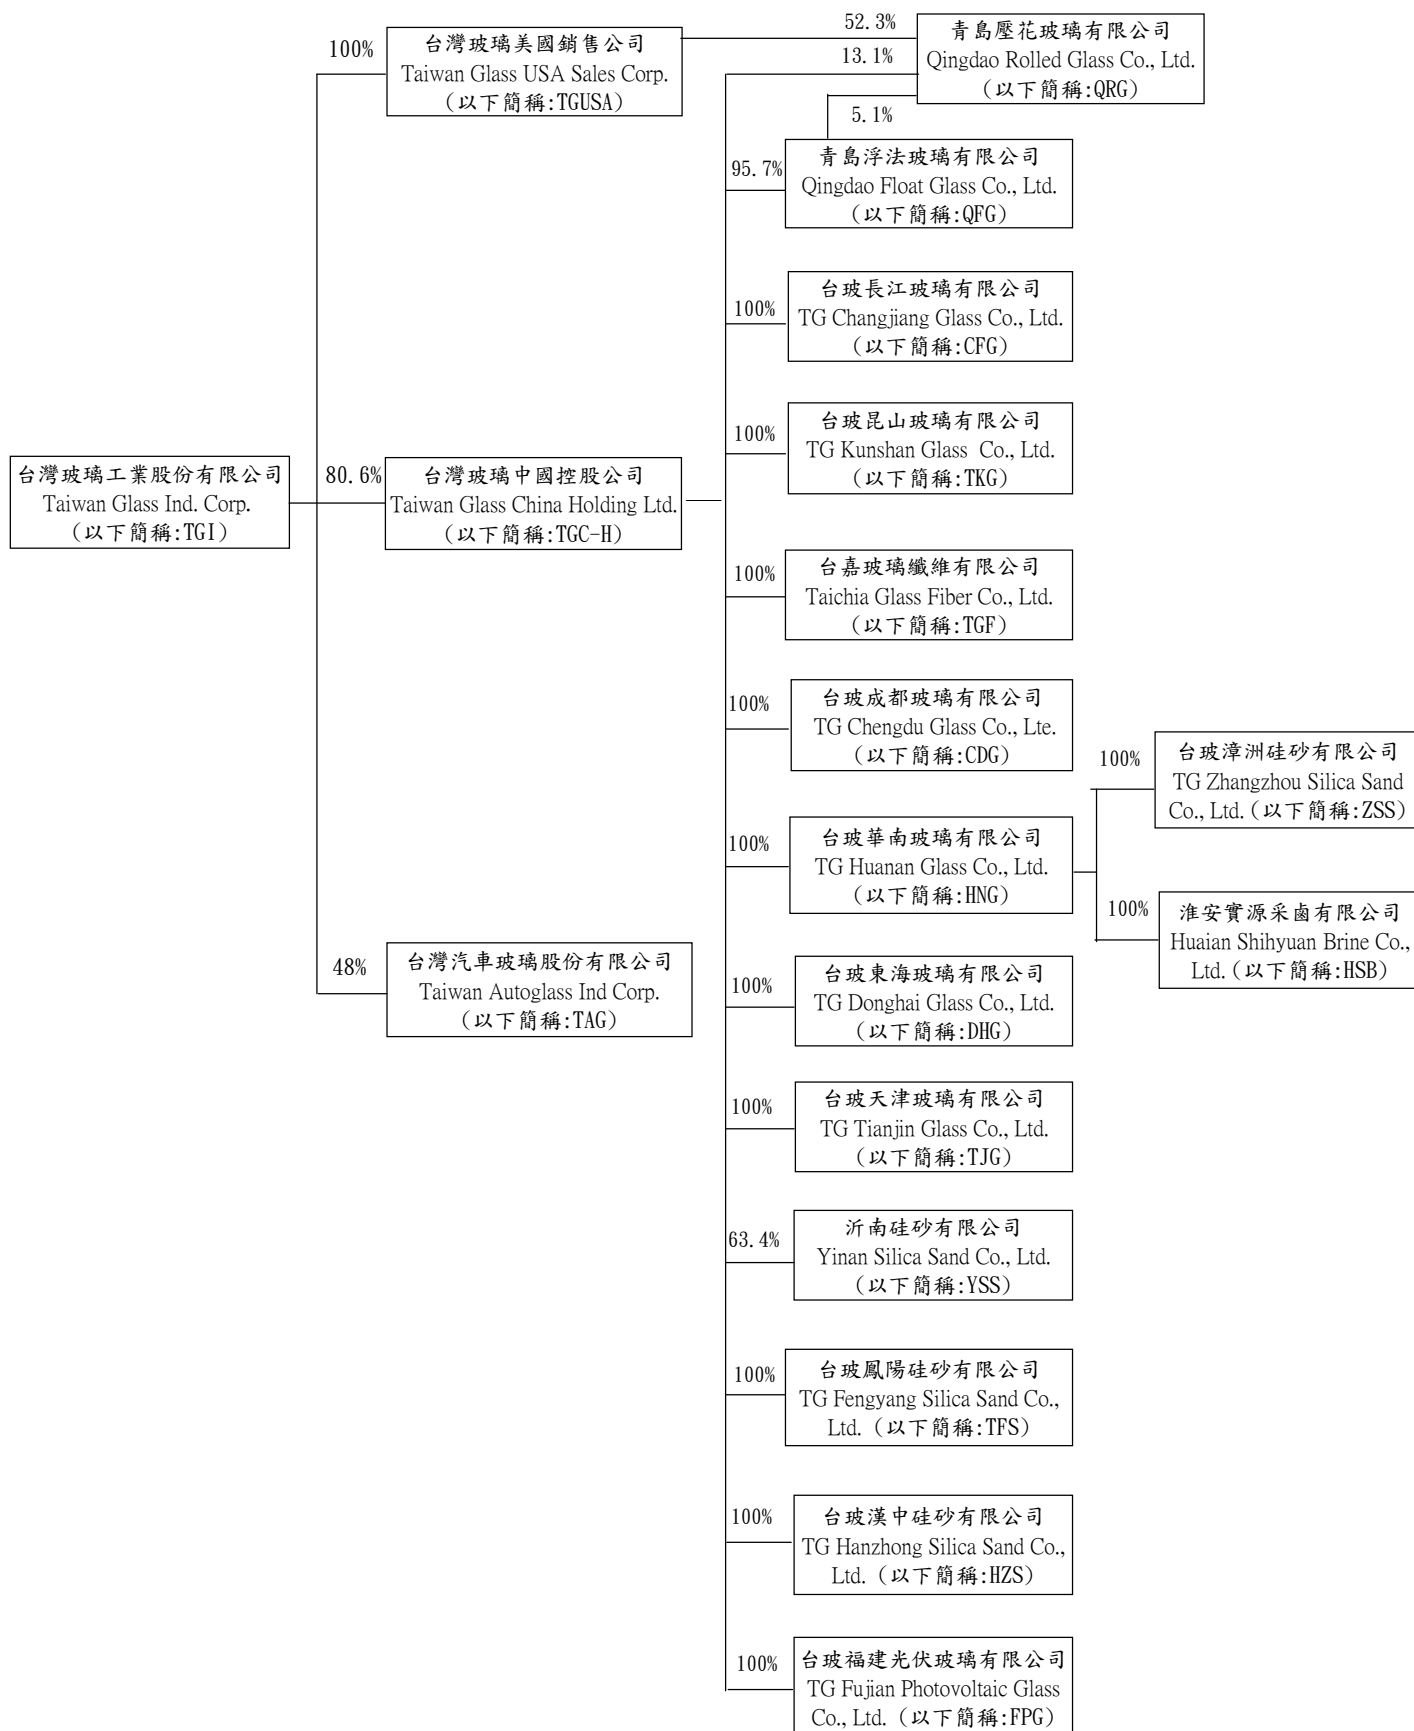 100%
台灣玻璃美國銷售公司
Taiwan Glass USA Sales Corp.
(以下簡稱:TGUSA)
52.3%
13.1%
青島壓花玻璃有限公司
Qingdao Rolled Glass Co., Ltd.
(以下簡稱:QRG)
5.1%
95.7%
青島浮法玻璃有限公司
Qingdao Float Glass Co., Ltd.
(以下簡稱:QFG)
100%
台玻長江玻璃有限公司
TG Changjiang Glass Co., Ltd.
(以下簡稱:CFG)
100%
台玻昆山玻璃有限公司
TG Kunshan Glass Co., Ltd.
(以下簡稱:TKG)
台灣玻璃工業股份有限公司
Taiwan Glass Ind. Corp.
(以下簡稱:TGI)
80.6%
台灣玻璃中國控股公司
Taiwan Glass China Holding Ltd.
(以下簡稱:TGC-H)
100%
台嘉玻璃纖維有限公司
Taichia Glass Fiber Co., Ltd.
(以下簡稱:TGF)
100%
台玻成都玻璃有限公司
TG Chengdu Glass Co., Lte.
(以下簡稱:CDG)
100%
台玻漳洲硅砂有限公司
TG Zhangzhou Silica Sand
Co., Ltd.(以下簡稱:ZSS)
100%
台玻華南玻璃有限公司
TG Huanan Glass Co., Ltd.
(以下簡稱:HNG)
100%
淮安實源采鹵有限公司
Huaian Shihyuan Brine Co.,
Ltd.(以下簡稱:HSB)
48%
台灣汽車玻璃股份有限公司
Taiwan Autoglass Ind Corp.
(以下簡稱:TAG)
100%
台玻東海玻璃有限公司
TG Donghai Glass Co., Ltd.
(以下簡稱:DHG)
100%
台玻天津玻璃有限公司
TG Tianjin Glass Co., Ltd.
(以下簡稱:TJG)
63.4%
沂南硅砂有限公司
Yinan Silica Sand Co., Ltd.
(以下簡稱:YSS)
100%
台玻鳳陽硅砂有限公司
TG Fengyang Silica Sand Co.,
Ltd.(以下簡稱:TFS)
100%
台玻漢中硅砂有限公司
TG Hanzhong Silica Sand Co.,
Ltd.(以下簡稱:HZS)
100%
台玻福建光伏玻璃有限公司
TG Fujian Photovoltaic Glass
Co., Ltd.(以下簡稱:FPG)